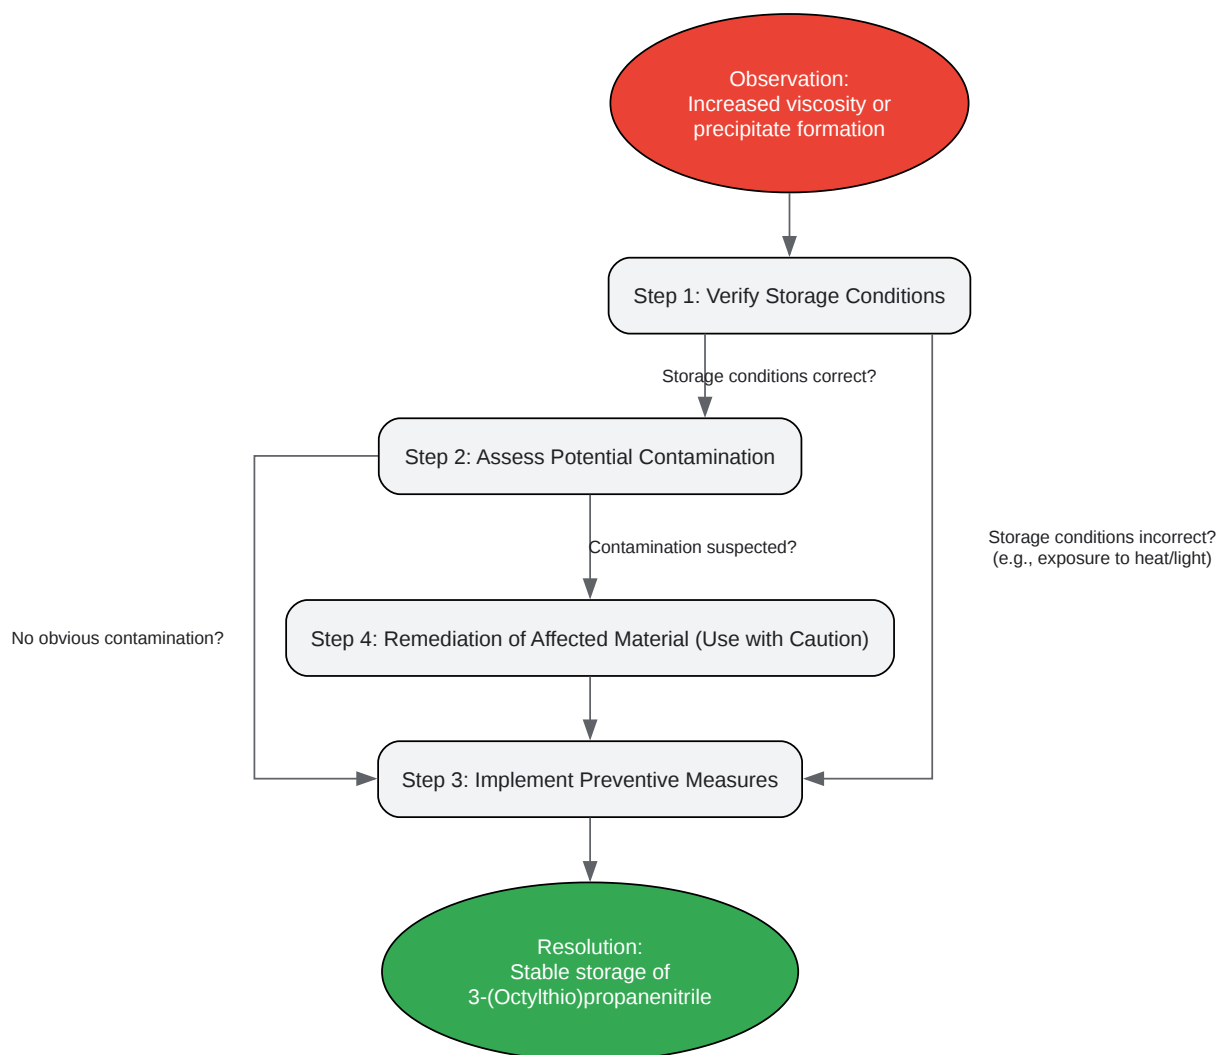 Observation:
Increased viscosity or
precipitate formation
Step 1: Verify Storage Conditions
Storage conditions correct?
Step 2: Assess Potential Contamination
Storage conditions incorrect?
(e.g., exposure to heat/light)
Contamination suspected?
No obvious contamination?
Step 4: Remediation of Affected Material (Use with Caution)
Step 3: Implement Preventive Measures
Resolution:
Stable storage of
3-(Octylthio)propanenitrile